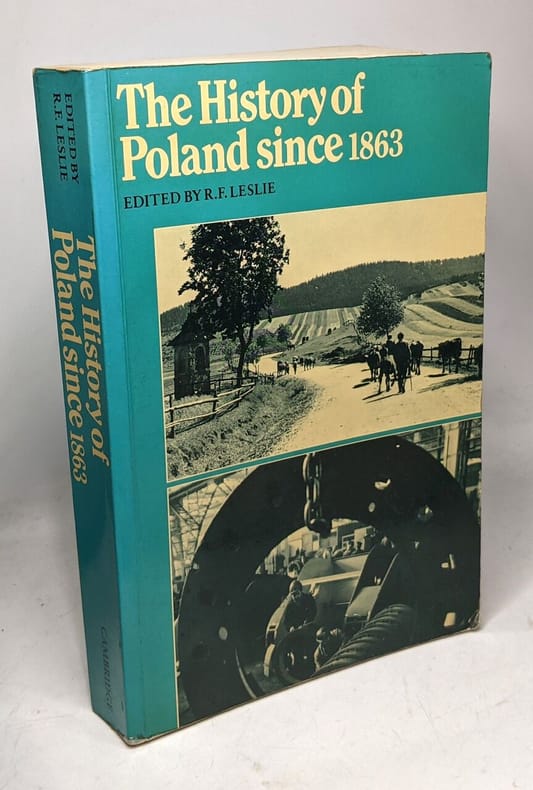 The History of
Poland since 1863
EDITED BY R.F. LESLIE
EDITED BY
R.F. LESLIE
The History of
Poland since 1863
CAMBRIDGE